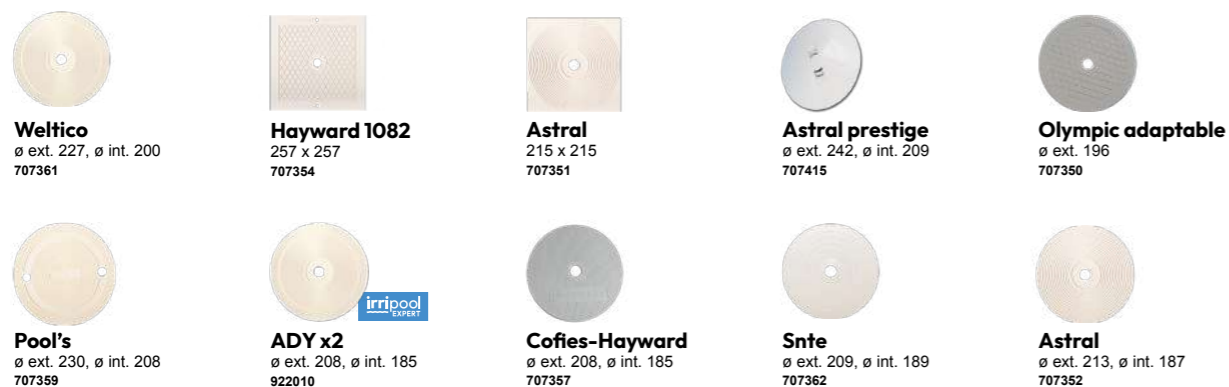 Weltico
ø ext. 227, ø int. 200
707361
Hayward 1082
257 x 257
707354
Astral
215 x 215
707351
Astral prestige
ø ext. 242, ø int. 209
707415
Olympic adaptable
ø ext. 196
707350
Pool's
ø ext. 230, ø int. 208
707359
ADY x2
ø ext. 208, ø int. 185
922010
irripool
EXPERT
Cofies-Hayward
ø ext. 208, ø int. 185
707357
Snte
ø ext. 209, ø int. 189
707362
Astral
ø ext. 213, ø int. 187
707352